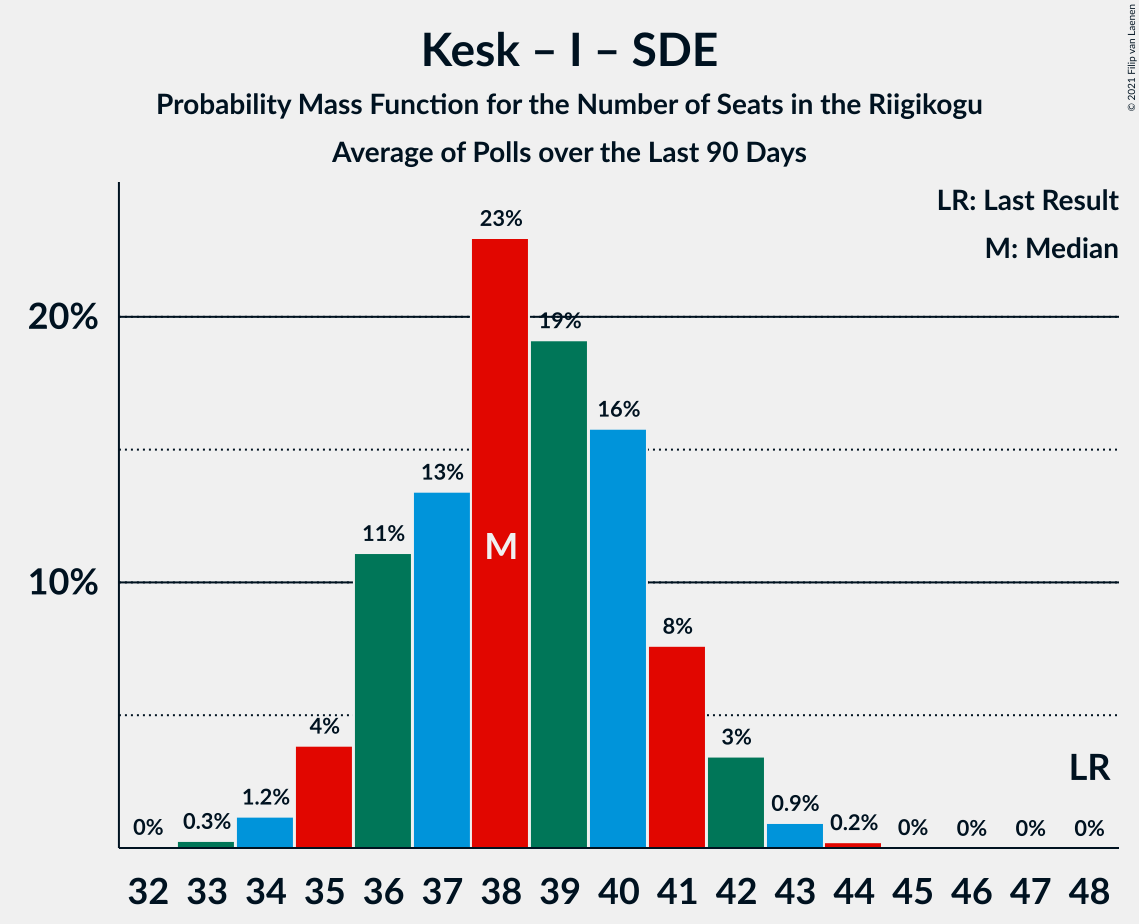 Kesk – I – SDE
Probability Mass Function for the Number of Seats in the Riigikogu
Average of Polls over the Last 90 Days
© 2021 Filip van Laenen
LR: Last Result
M: Median
23%
20%
19%
16%
13%
11%
M
10%
8%
4%
3%
LR
0%
0.3%
1.2%
0.9%
0.2%
0%
0%
0%
0%
32 33 34 35 36 37 38 39 40 41 42 43 44 45 46 47 48